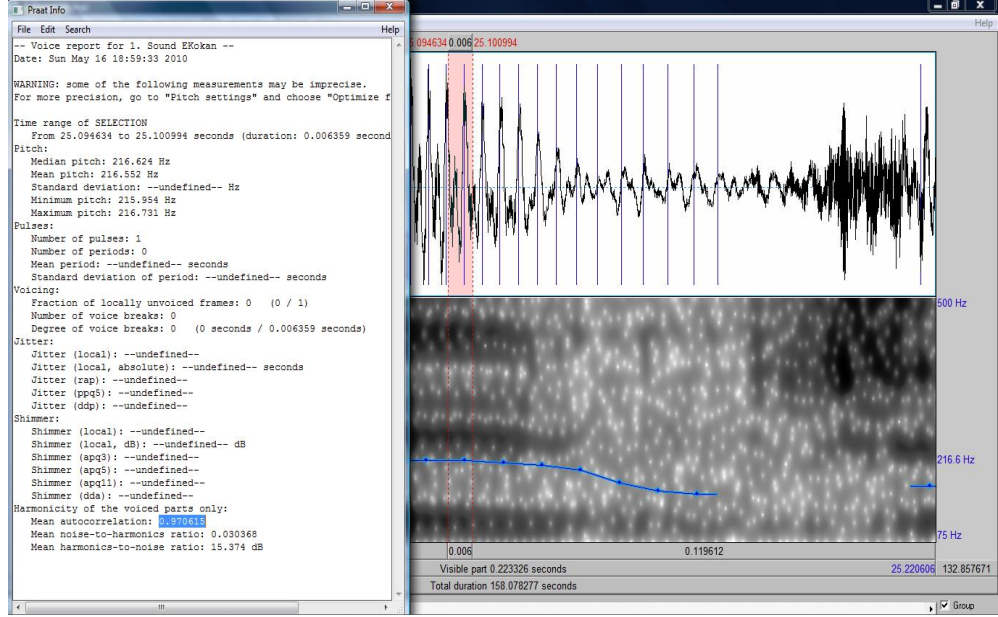 Praat Info
File Edit Search Help
-- Voice report for 1. Sound EKokan --
Date: Sun May 16 18:59:33 2010
WARNING: some of the following measurements may be imprecise.
For more precision, go to "Pitch settings" and choose "Optimize f
Time range of SELECTION
From 25.094634 to 25.100994 seconds (duration: 0.006359 second
Pitch:
Median pitch: 216.624 Hz
Mean pitch: 216.552 Hz
Standard deviation: --undefined-- Hz
Minimum pitch: 215.954 Hz
Maximum pitch: 216.731 Hz
Pulses:
Number of pulses: 1
Number of periods: 0
Mean period: --undefined-- seconds
Standard deviation of period: --undefined-- seconds
Voicing:
Fraction of locally unvoiced frames: 0 (0 / 1)
Number of voice breaks: 0
Degree of voice breaks: 0 (0 seconds / 0.006359 seconds)
Jitter:
Jitter (local): --undefined--
Jitter (local, absolute): --undefined-- seconds
Jitter (rap): --undefined--
Jitter (ppq5): --undefined--
Jitter (ddp): --undefined--
Shimmer:
Shimmer (local): --undefined--
Shimmer (local, dB): --undefined-- dB
Shimmer (apq3): --undefined--
Shimmer (apq5): --undefined--
Shimmer (apq11): --undefined--
Shimmer (dda): --undefined--
Harmonicity of the voiced parts only:
Mean autocorrelation: 0.970615
Mean noise-to-harmonics ratio: 0.030368
Mean harmonics-to-noise ratio: 15.374 dB
Help
5.094634 0.006 25.100994
500 Hz
216.6 Hz
75 Hz
0.006 0.119612
Visible part 0.223326 seconds 25.220606 132.857671
Total duration 158.078277 seconds
Group